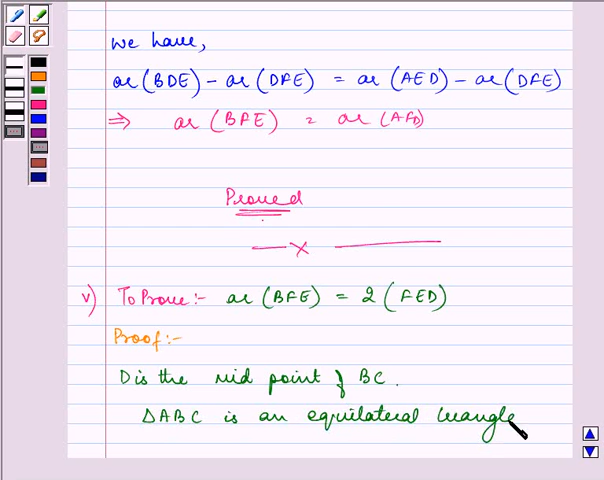 We have,
ar (BDE) - ar (DFE) = ar (AED) - ar (DFE)
⇒ ar (BFE) = ar (AFD)
Proved
x
v) To Prove:- ar (BFE) = 2 (FED)
Proof:-
D is the mid point of BC.
ΔABC is an equilateral triangle